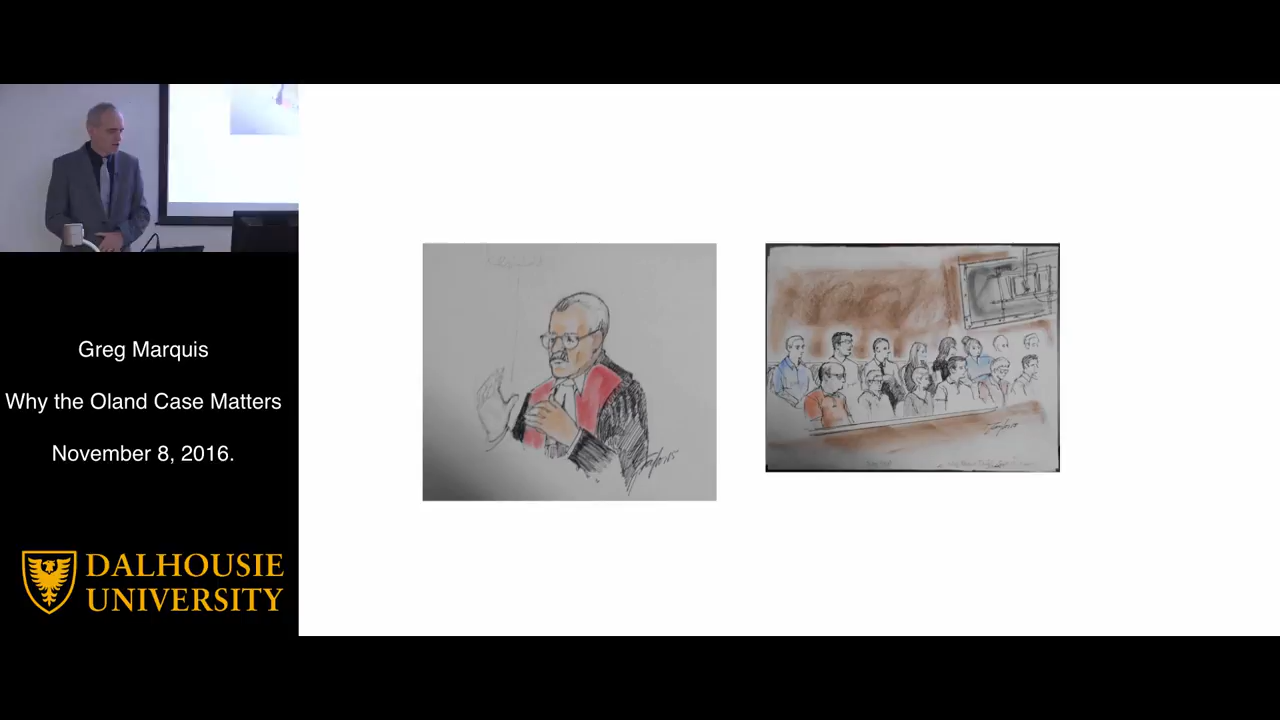 Greg Marquis
Why the Oland Case Matters
November 8, 2016.
DALHOUSIE
UNIVERSITY